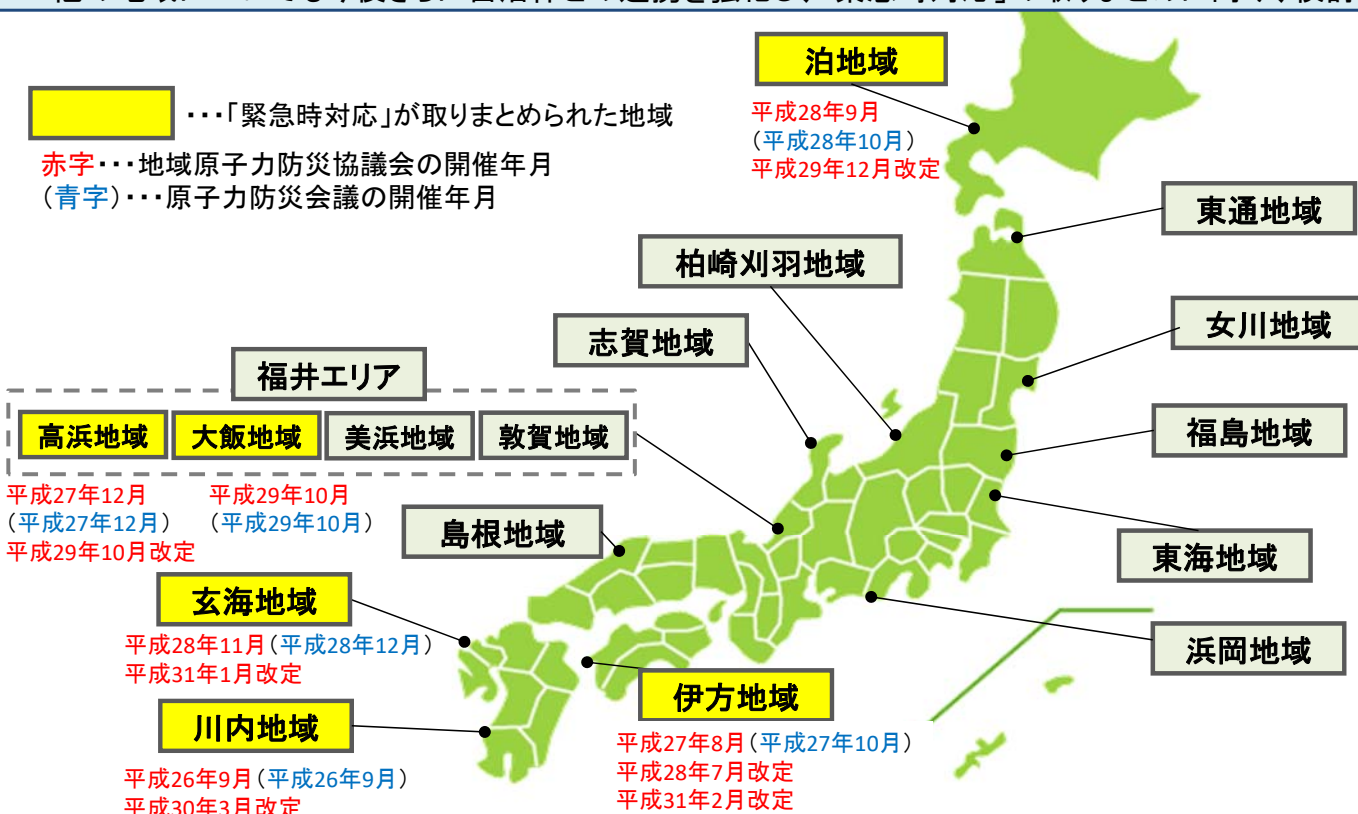 泊地域
平成28年9月
（平成28年10月）
平成29年12月改定
・・・「緊急時対応」が取りまとめられた地域
赤字・・・地域原子力防災協議会の開催年月
（青字）・・・原子力防災会議の開催年月
東通地域
柏崎刈羽地域
女川地域
志賀地域
福井エリア
高浜地域 大飯地域 美浜地域 敦賀地域
福島地域
平成27年12月 平成29年10月
（平成27年12月） （平成29年10月）
平成29年10月改定
島根地域
東海地域
玄海地域
平成28年11月（平成28年12月）
平成31年1月改定
浜岡地域
伊方地域
平成27年8月（平成27年10月）
平成28年7月改定
平成31年2月改定
川内地域
平成26年9月（平成26年9月）
平成30年3月改定